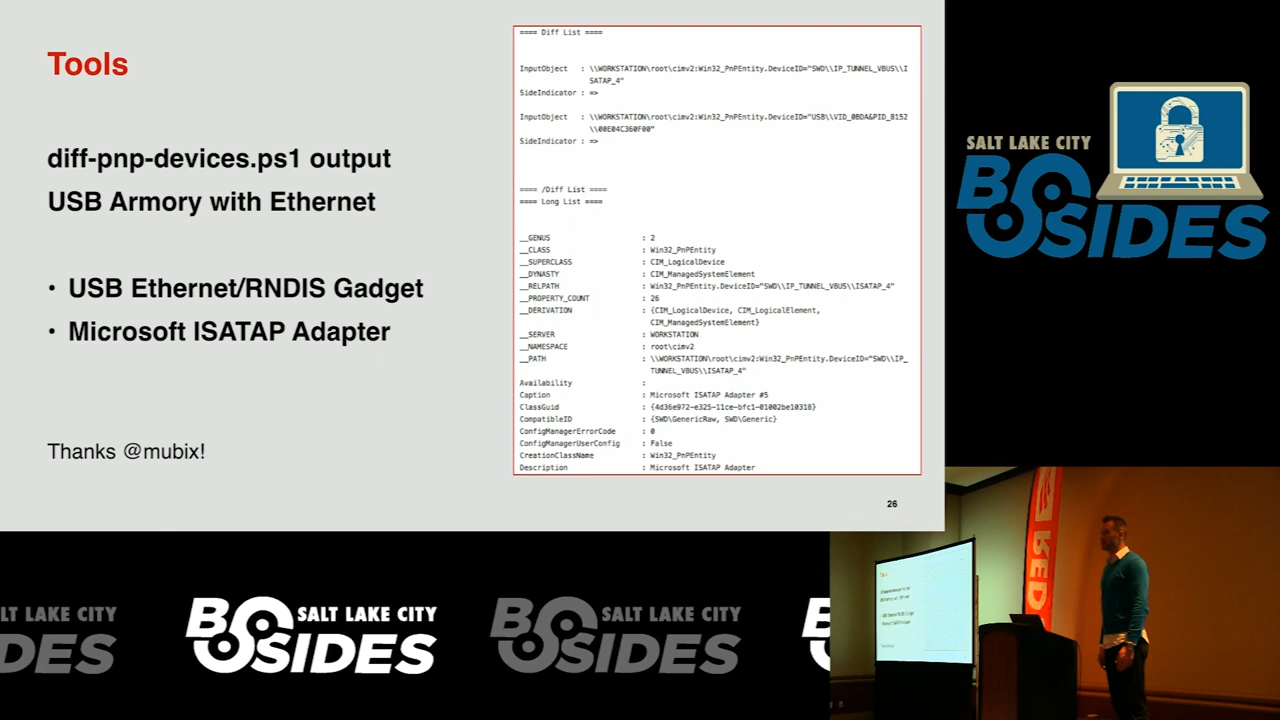 Tools
diff-pnp-devices.ps1 output
USB Armory with Ethernet
• USB Ethernet/RNDIS Gadget
• Microsoft ISATAP Adapter
Thanks @mubix!
==== Diff List ====
InputObject : \\WORKSTATION\root\cimv2:Win32_PnPEntity.DeviceID="SWD\\IP_TUNNEL_VBUS\\I
SATAP_4"
SideIndicator : =>
InputObject : \\WORKSTATION\root\cimv2:Win32_PnPEntity.DeviceID="USB\\VID_0BDA&PID_8152
\\00E04C360F00"
SideIndicator : =>
==== /Diff List ====
==== Long List ====
__GENUS : 2
__CLASS : Win32_PnPEntity
__SUPERCLASS : CIM_LogicalDevice
__DYNASTY : CIM_ManagedSystemElement
__RELPATH : Win32_PnPEntity.DeviceID="SWD\\IP_TUNNEL_VBUS\\ISATAP_4"
__PROPERTY_COUNT : 26
__DERIVATION : {CIM_LogicalDevice, CIM_LogicalElement,
CIM_ManagedSystemElement}
__SERVER : WORKSTATION
__NAMESPACE : root\cimv2
__PATH : \\WORKSTATION\root\cimv2:Win32_PnPEntity.DeviceID="SWD\\IP_
TUNNEL_VBUS\\ISATAP_4"
Availability :
Caption : Microsoft ISATAP Adapter #5
ClassGuid : {4d36e972-e325-11ce-bfc1-01002be10318}
CompatibleID : {SWD\GenericRaw, SWD\Generic}
ConfigManagerErrorCode : 0
ConfigManagerUserConfig : False
CreationClassName : Win32_PnPEntity
Description : Microsoft ISATAP Adapter
26
SALT LAKE CITY
BSIDES
LT LAKE CITY
DES
SALT LAKE CITY
BSIDES
SALT LAKE CITY
BSIDES
B
RED